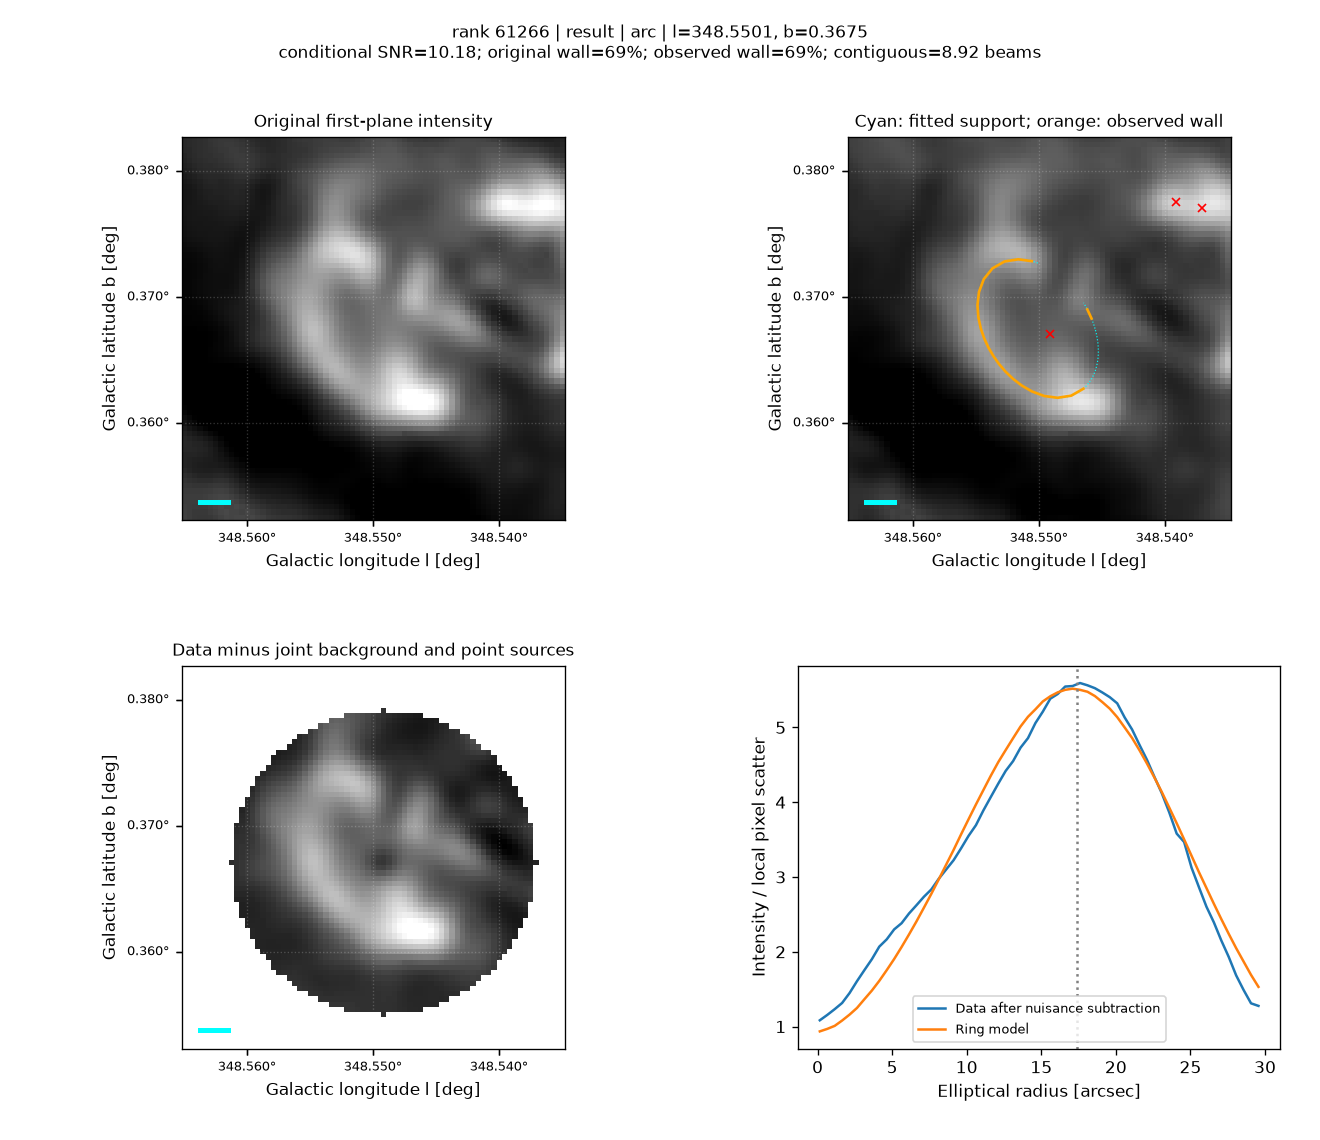 rank 61266 | result | arc | l=348.5501, b=0.3675
conditional SNR=10.18; original wall=69%; observed wall=69%; contiguous=8.92 beams
Original first-plane intensity
0.380°
0.370°
0.360°
Galactic latitude b [deg]
348.560°
348.550°
348.540°
Galactic longitude l [deg]
Cyan: fitted support; orange: observed wall
0.380°
0.370°
0.360°
Galactic latitude b [deg]
348.560°
348.550°
348.540°
Galactic longitude l [deg]
Data minus joint background and point sources
0.380°
0.370°
0.360°
Galactic latitude b [deg]
348.560°
348.550°
348.540°
Galactic longitude l [deg]
5
4
3
2
1
Intensity / local pixel scatter
Data after nuisance subtraction
Ring model
0
5
10
15
20
25
30
Elliptical radius [arcsec]